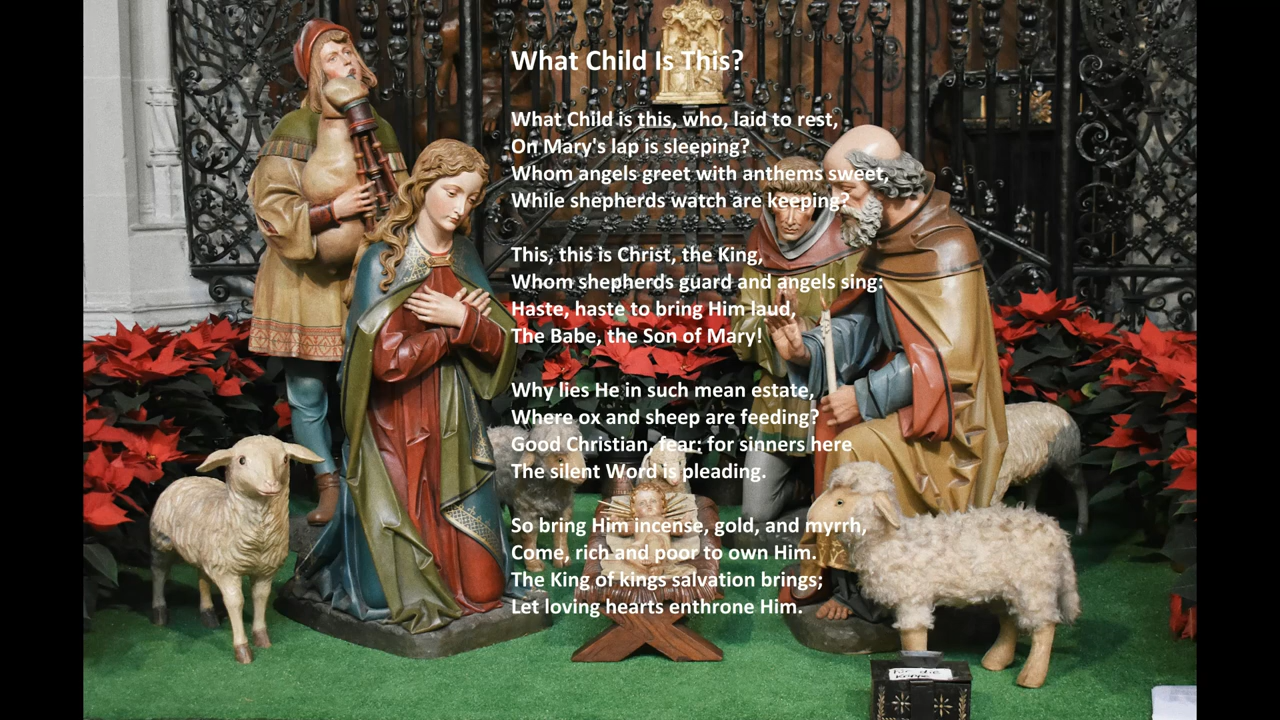 What Child Is This?
What Child is this, who, laid to rest,
On Mary's lap is sleeping?
Whom angels greet with anthems sweet,
While shepherds watch are keeping?
This, this is Christ, the King,
Whom shepherds guard and angels sing:
Haste, haste to bring Him laud,
The Babe, the Son of Mary!
Why lies He in such mean estate,
Where ox and sheep are feeding?
Good Christian, fear: for sinners here
The silent Word is pleading.
So bring Him incense, gold, and myrrh,
Come, rich and poor to own Him.
The King of kings salvation brings;
Let loving hearts enthrone Him.
Für die
Krippe